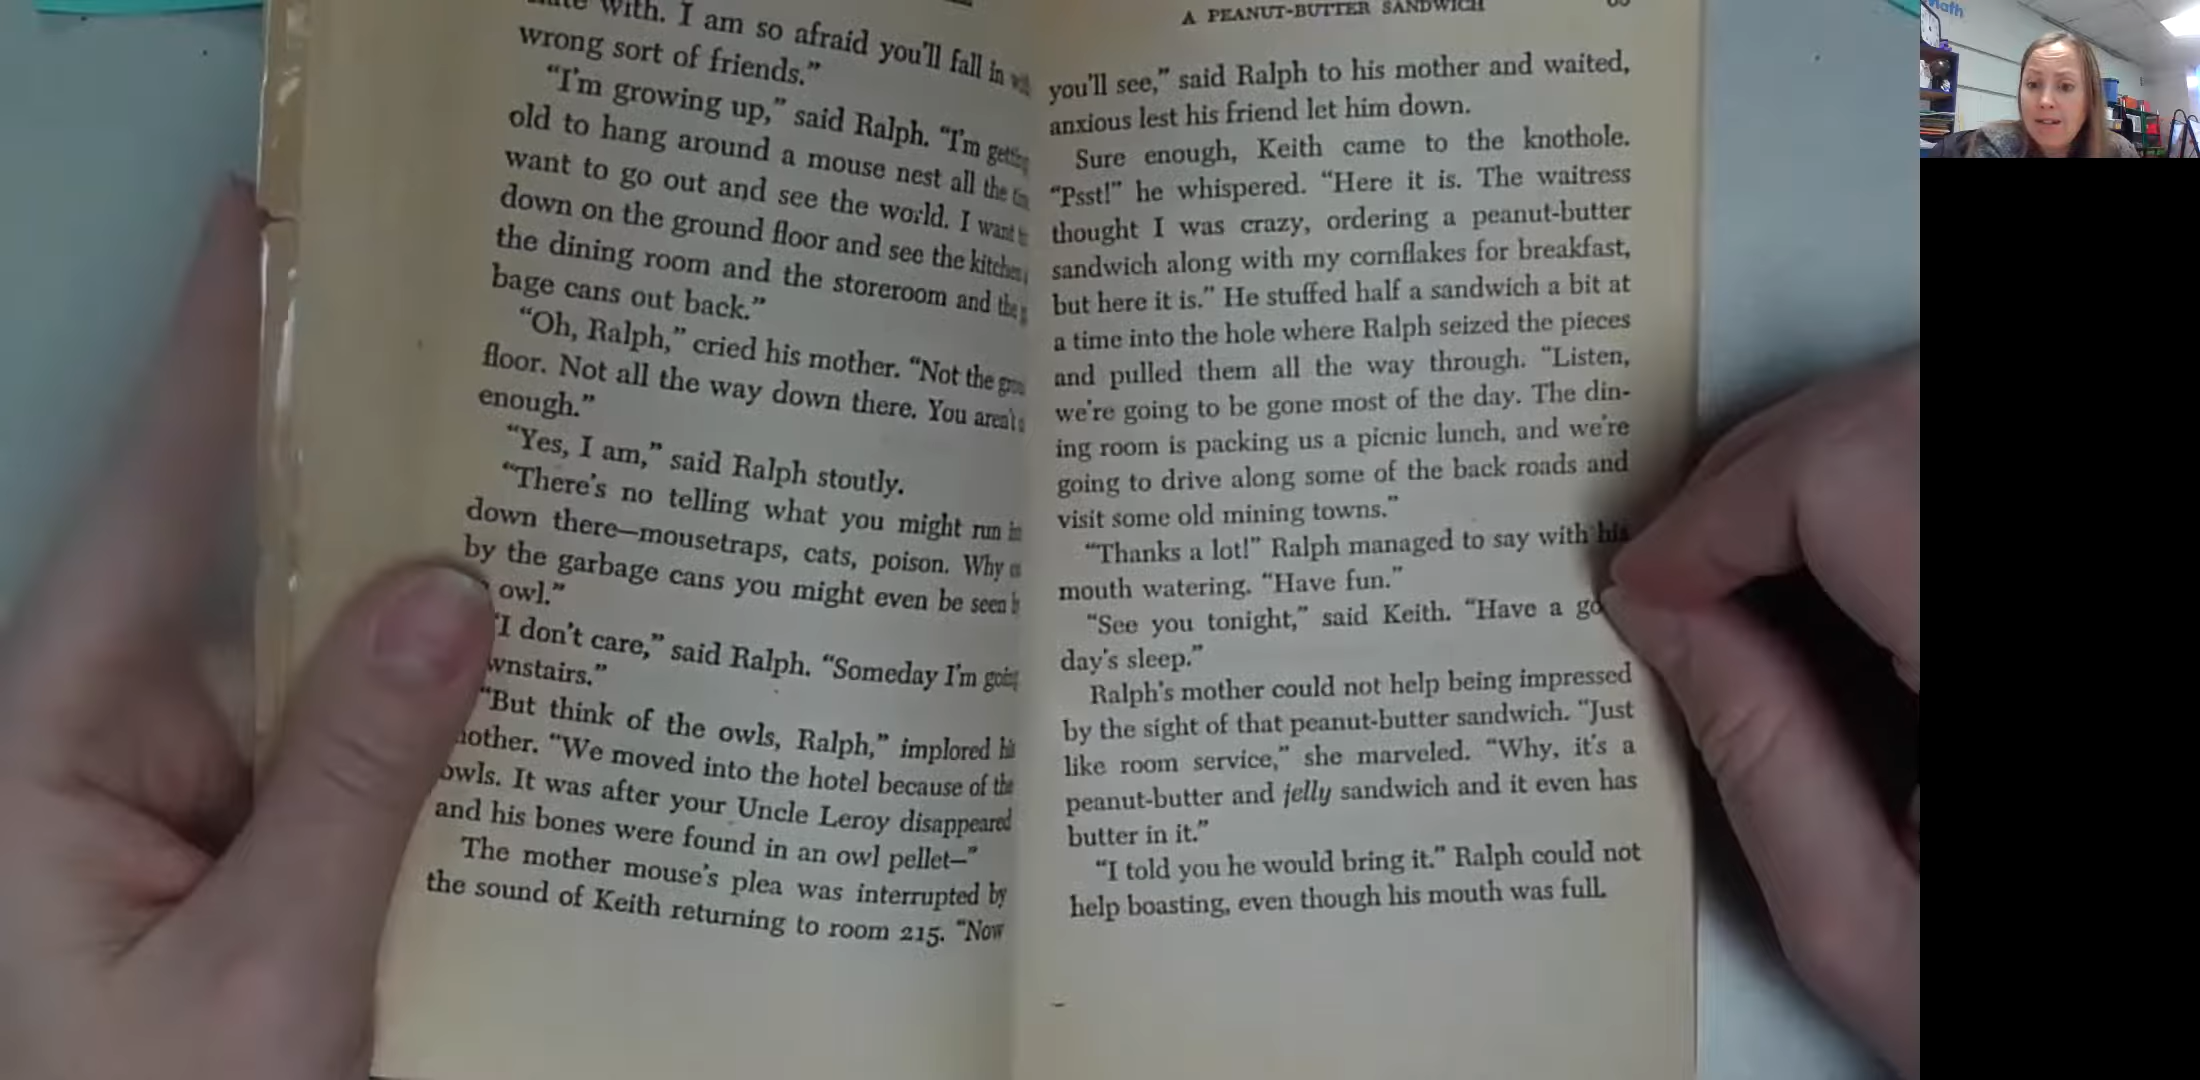 with. I am so afraid you'll fall in
wrong sort of friends."
"I'm growing up," said Ralph. "I'm getting
old to hang around a mouse nest all the
want to go out and see the world. I want
down on the ground floor and see the kitchen
the dining room and the storeroom and the
bage cans out back."
"Oh, Ralph," cried his mother. "Not the
floor. Not all the way down there. You aren't
enough."
"Yes, I am," said Ralph stoutly.
"There's no telling what you might run
down there—mousetraps, cats, poison. Why
by the garbage cans you might even be seen
owl."
"I don't care," said Ralph. "Someday I'm going
wnstairs."
"But think of the owls, Ralph," implored his
mother. "We moved into the hotel because of the
owls. It was after your Uncle Leroy disappeared
and his bones were found in an owl pellet—"
The mother mouse's plea was interrupted by
the sound of Keith returning to room 215. "Now
A PEANUT-BUTTER SANDWICH
you'll see," said Ralph to his mother and waited,
anxious lest his friend let him down.
Sure enough, Keith came to the knothole.
"Psst!" he whispered. "Here it is. The waitress
thought I was crazy, ordering a peanut-butter
sandwich along with my cornflakes for breakfast,
but here it is." He stuffed half a sandwich a bit at
a time into the hole where Ralph seized the pieces
and pulled them all the way through. "Listen,
we're going to be gone most of the day. The din-
ing room is packing us a picnic lunch, and we're
going to drive along some of the back roads and
visit some old mining towns."
"Thanks a lot!" Ralph managed to say with his
mouth watering. "Have fun."
"See you tonight," said Keith. "Have a go
day's sleep."
Ralph's mother could not help being impressed
by the sight of that peanut-butter sandwich. "Just
like room service," she marveled. "Why, it's a
peanut-butter and jelly sandwich and it even has
butter in it."
"I told you he would bring it." Ralph could not
help boasting, even though his mouth was full.